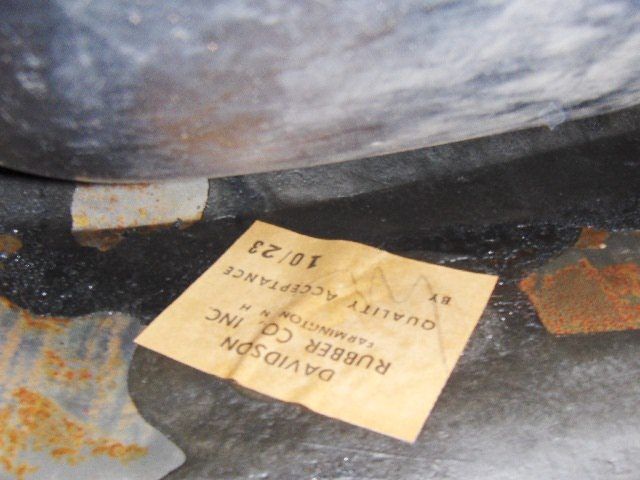 DAVIDSON
RUBBER CO. INC
FARMINGTON N H
QUALITY ACCEPTANCE
BY
10/23